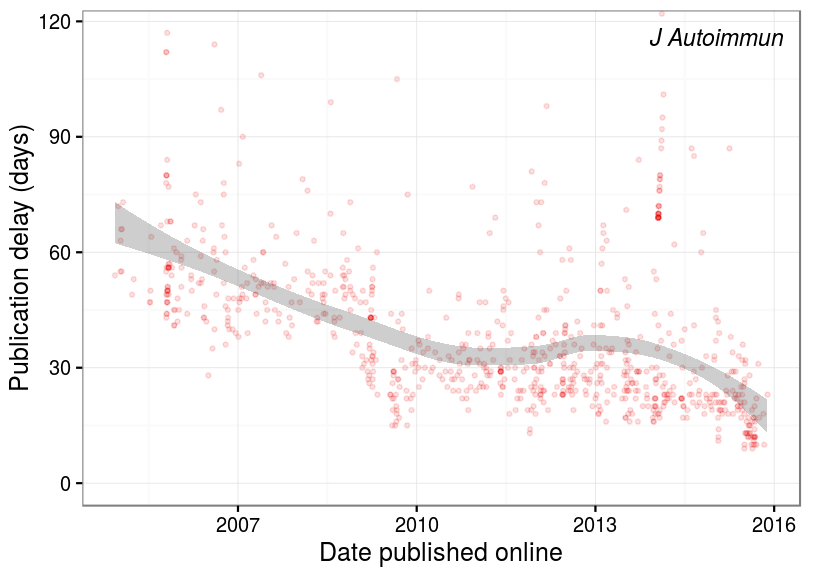 J Autoimmun
Publication delay (days)
120
90
60
30
0
2007 2010 2013 2016
Date published online